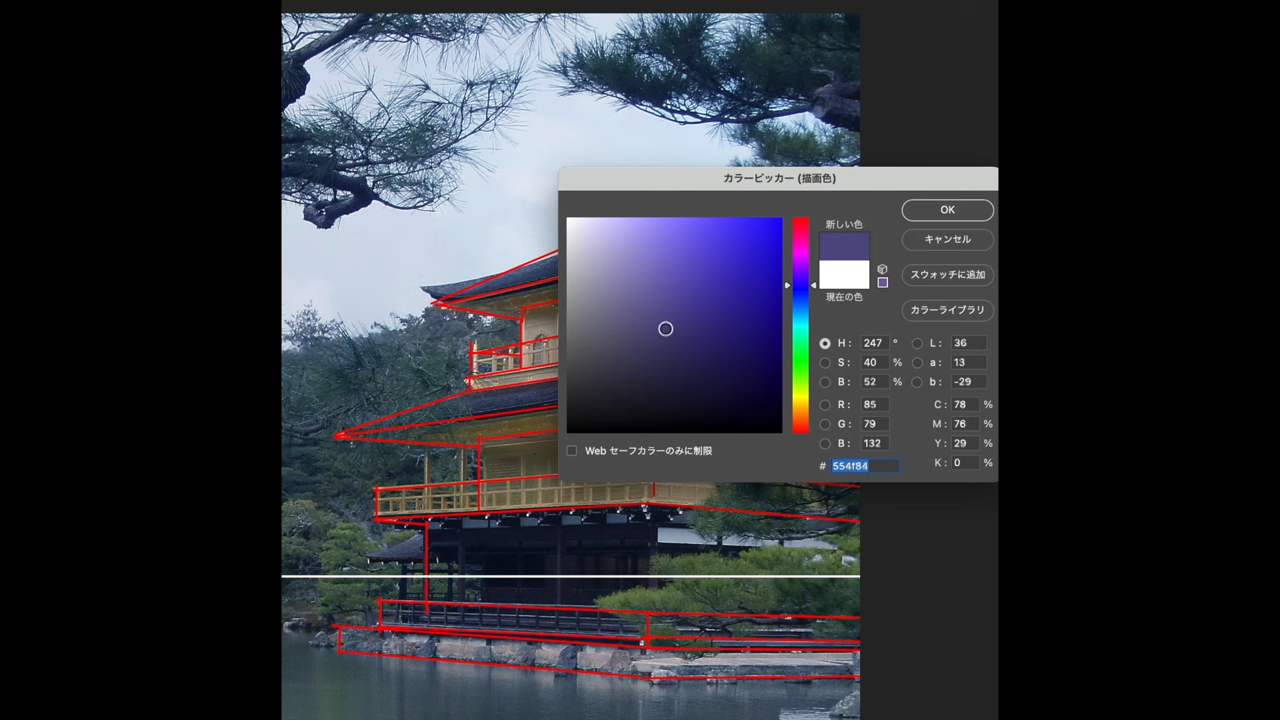 カラーピッカー (描画色)
OK
キャンセル
スウォッチに追加
カラーライブラリ
新しい色
現在の色
H: 247 °
S: 40 %
B: 52 %
R: 85
G: 79
B: 132
# 554f84
L: 36
a: 13
b: -29
C: 78 %
M: 76 %
Y: 29 %
K: 0 %
Web セーフカラーのみに制限